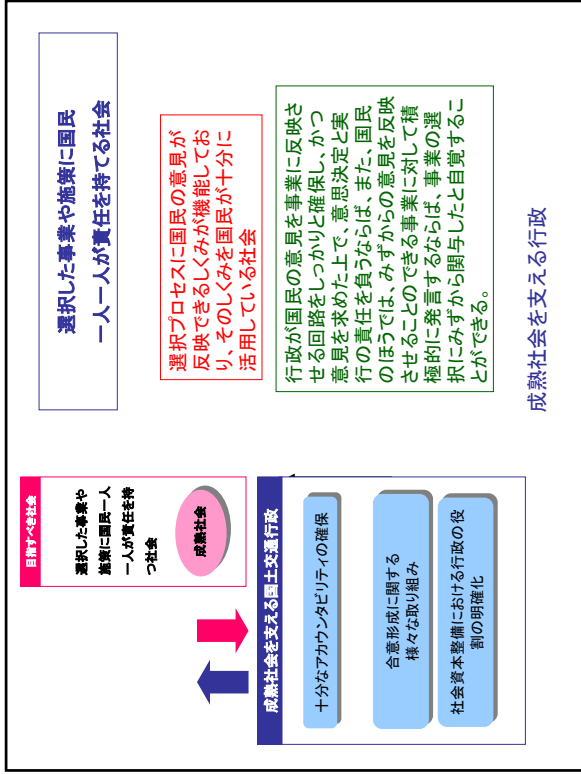 目指すべき社会
選択した事業や
施策に国民一人
一人が責任を持
つ社会
成熟社会
成熟社会を支える国土交通行政
十分なアカウンタビリティの確保
合意形成に関する
様々な取り組み
社会資本整備における行政の役
割の明確化
選択した事業や施策に国民
一人一人が責任を持てる社会
選択プロセスに国民の意見が
反映できるしくみが機能してお
り、そのしくみを国民が十分に
活用している社会
行政が国民の意見を事業に反映さ
せる回路をしっかりと確保し、かつ
意見を求めた上で、意思決定と実
行の責任を負うならば、また、国民
のほうでは、みずからの意見を反映
させることのできる事業に対して積
極的に発言するならば、事業の選
択にみずから関与したと自覚するこ
とができる。
成熟社会を支える行政